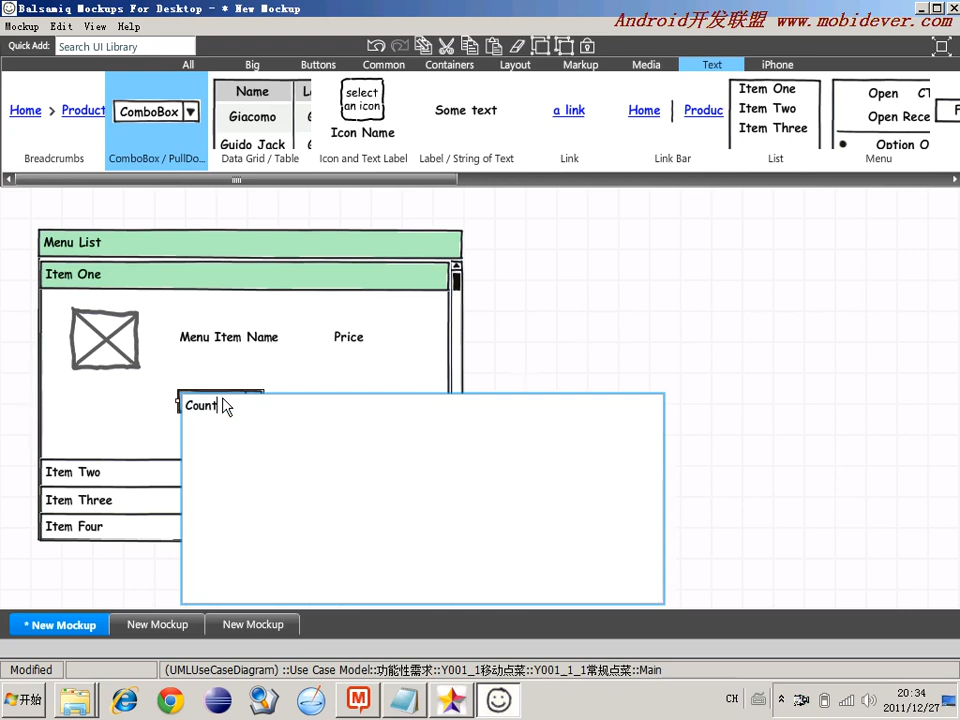 Balsamiq Mockups For Desktop - * New Mockup
Android开发联盟 www.mobidever.com/
Mockup Edit View Help
Quick Add: Search UI Library
All Big Buttons Common Containers Layout Markup Media Text iPhone
Home > Product
ComboBox
Name
Giacomo
Guido Jack
select
an icon
Icon Name
Some text
a link
Home | Produc
Item One
Item Two
Item Three
Open CT
Open Rece
Option O
F
Breadcrumbs ComboBox / PullDo... Data Grid / Table Icon and Text Label Label / String of Text Link Link Bar List Menu
Menu List
Item One
Menu Item Name Price
Count
Item Two
Item Three
Item Four
* New Mockup New Mockup New Mockup
Modified (UMLUseCaseDiagram) ::Use Case Model::功能性需求::Y001_1移动点菜::Y001_1_1常规点菜::Main
开始
CH
20:34
2011/12/27